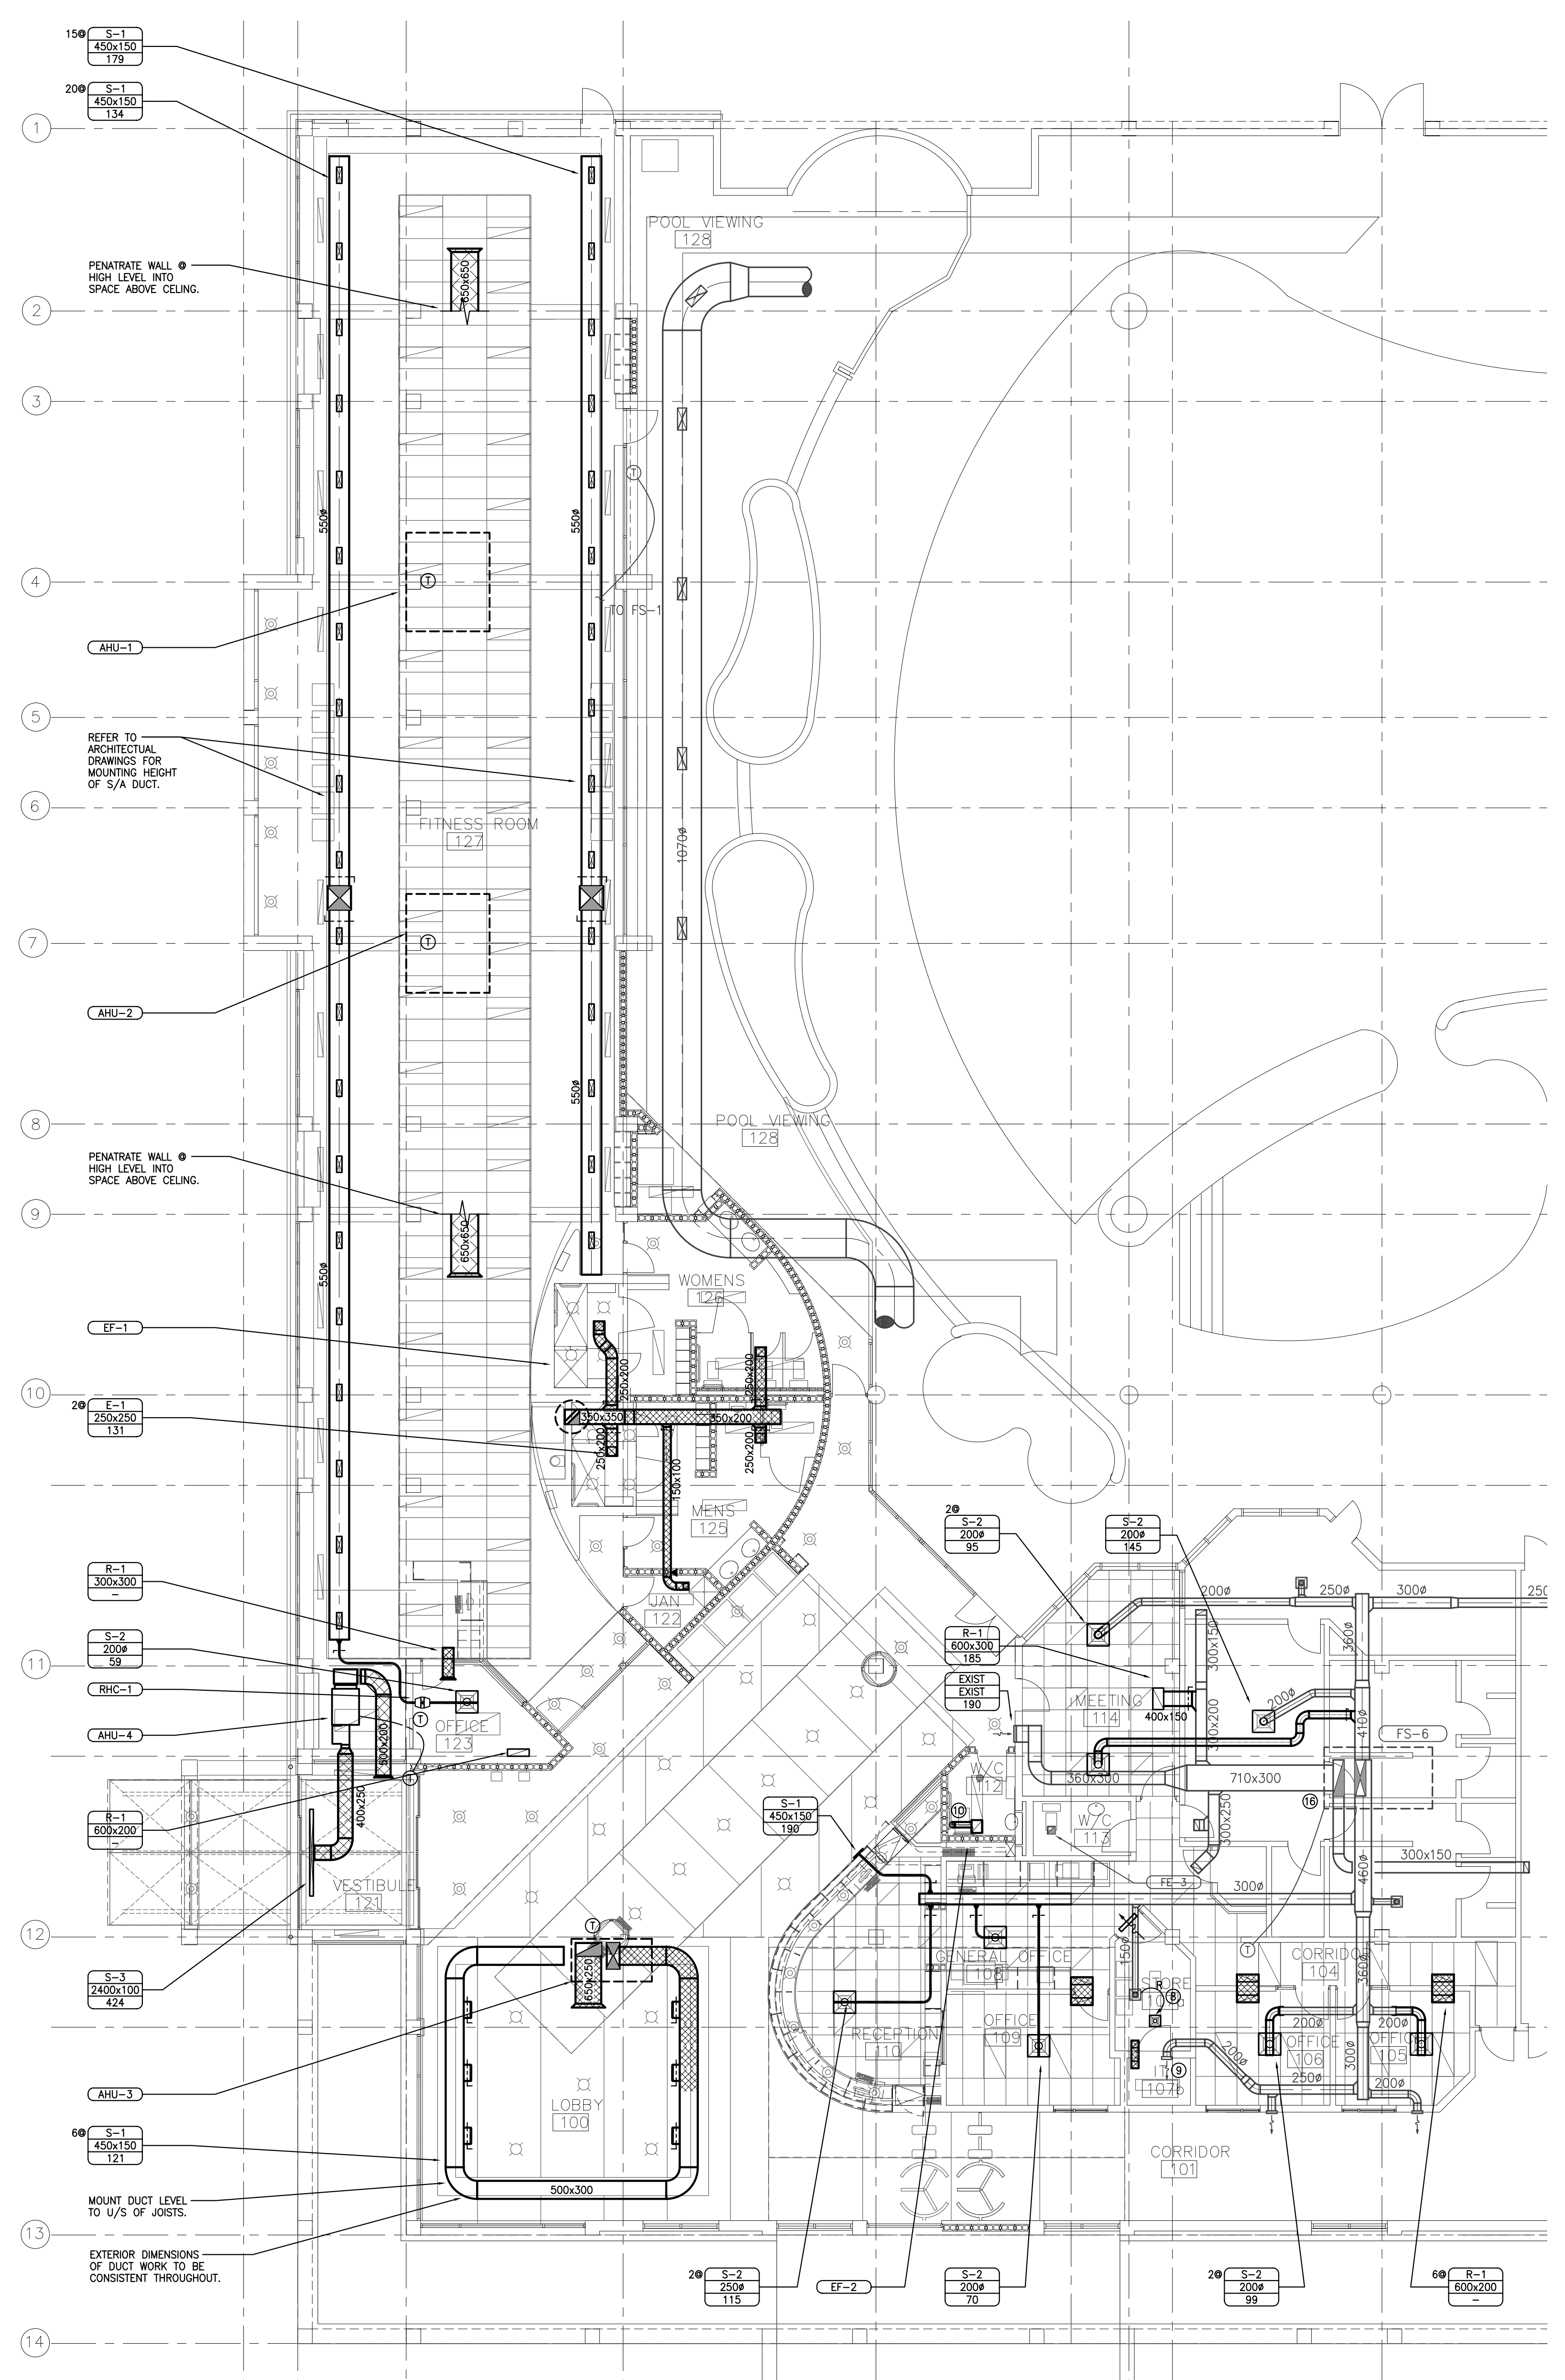 15@ S-1
450x150
179
20@ S-1
450x150
134
1
POOL VIEWING
128
PENATRATE WALL @
HIGH LEVEL INTO
SPACE ABOVE CELING.
650x650
2
3
T
550ø
550ø
4
T
TO FS-1
AHU-1
5
REFER TO
ARCHITECTUAL
DRAWINGS FOR
MOUNTING HEIGHT
OF S/A DUCT.
6
FITNESS ROOM
127
1070ø
7
T
AHU-2
550ø
8
POOL VIEWING
128
PENATRATE WALL @
HIGH LEVEL INTO
SPACE ABOVE CELING.
9
650x650
550ø
WOMENS
126
EF-1
250x200
250x200
10
2@ E-1
250x250
131
350x350
350x200
250x200
250x200
150x100
MENS
125
2@
S-2
200ø
95
S-2
200ø
145
R-1
300x300
-
JAN
122
200ø
250ø
300ø
250
S-2
200ø
59
R-1
600x300
185
300x150
360ø
11
RHC-1
EXIST
EXIST
190
MEETING
114
400x150
200ø
410ø
FS-6
AHU-4
T
OFFICE
123
500x200
300x200
W/C
112
T
360x300
710x300
16
400x250
R-1
600x200
-
S-1
450x150
190
10
W/C
113
300x250
300x150
VESTIBULE
121
FE-3
300ø
460ø
12
T
GENERAL OFFICE
108
150ø
T
CORRIDOR
104
360ø
S-3
2400x100
424
650x250
R
8
STORE
107a
200ø
200ø
RECEPTION
110
OFFICE
109
OFFICE
106
OFFICE
105
200ø
300ø
IT
107b
9
250ø
200ø
AHU-3
LOBBY
100
6@ S-1
450x150
121
CORRIDOR
101
500x300
MOUNT DUCT LEVEL
TO U/S OF JOISTS.
13
EXTERIOR DIMENSIONS
OF DUCT WORK TO BE
CONSISTENT THROUGHOUT.
2@ S-2
250ø
115
EF-2
S-2
200ø
70
2@ S-2
200ø
99
6@ R-1
600x200
-
14